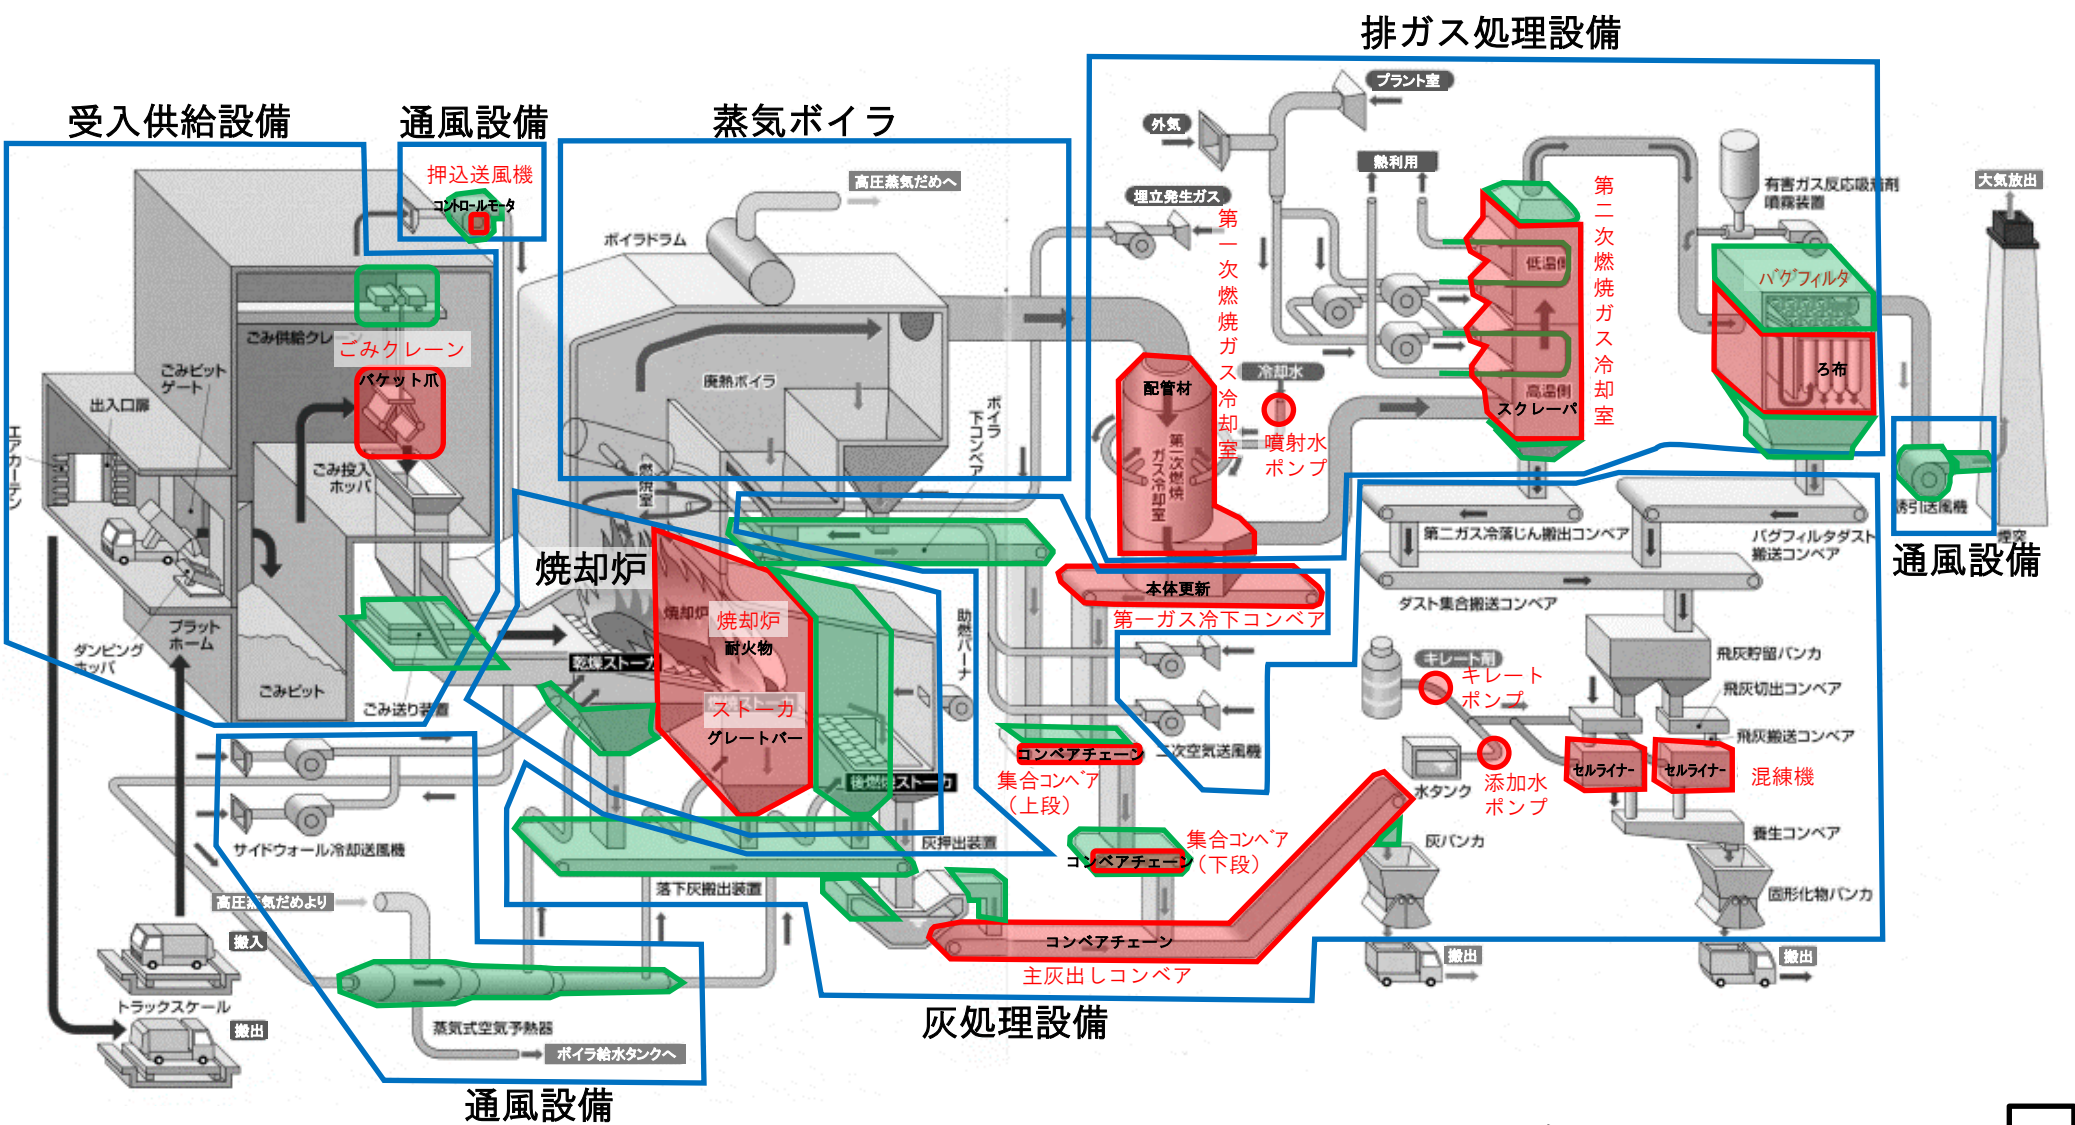 排ガス処理設備
受入供給設備
通風設備
蒸気ボイラ
プラント室
外気
熱利用
押込送風機
コントロールモータ
高圧蒸気だめへ
埋立発生ガス
第一次燃焼ガス冷却室
第二次燃焼ガス冷却室
有害ガス反応吸着剤
噴霧装置
大気放出
ボイラドラム
低温側
バグフィルタ
ごみ供給クレーン
ごみクレーン
バケット爪
ごみピット
ゲート
出入口扉
エアカーテン
廃熱ボイラ
ボイラ
下コンベア
冷却水
配管材
高温側
スクレーパ
ろ布
噴射水
ポンプ
第一次燃焼
ガス冷却室
ごみ投入
ホッパ
燃焼室
誘引送風機
煙突
通風設備
第二ガス冷落じん搬出コンベア
バグフィルタダスト
搬送コンベア
焼却炉
本体更新
第一ガス冷下コンベア
ダスト集合搬送コンベア
焼却炉
焼却炉
耐火物
助燃バーナ
プラット
ホーム
ダンピング
ホッパ
ごみピット
ごみ送り装置
乾燥ストーカ
燃焼ストーカ
ストーカ
グレートバー
後燃焼ストーカ
キレート剤
キレート
ポンプ
飛灰貯留バンカ
飛灰切出コンベア
飛灰搬送コンベア
コンベアチェーン
集合コンベア
(上段)
二次空気送風機
水タンク
添加水
ポンプ
セルライナー
セルライナー
混練機
サイドウォール冷却送風機
灰押出装置
コンベアチェーン
集合コンベア
(下段)
灰バンカ
養生コンベア
落下灰搬出装置
固形化物バンカ
高圧蒸気だめより
搬入
コンベアチェーン
主灰出しコンベア
搬出
搬出
トラックスケール
搬出
蒸気式空気予熱器
ボイラ給水タンクへ
灰処理設備
通風設備